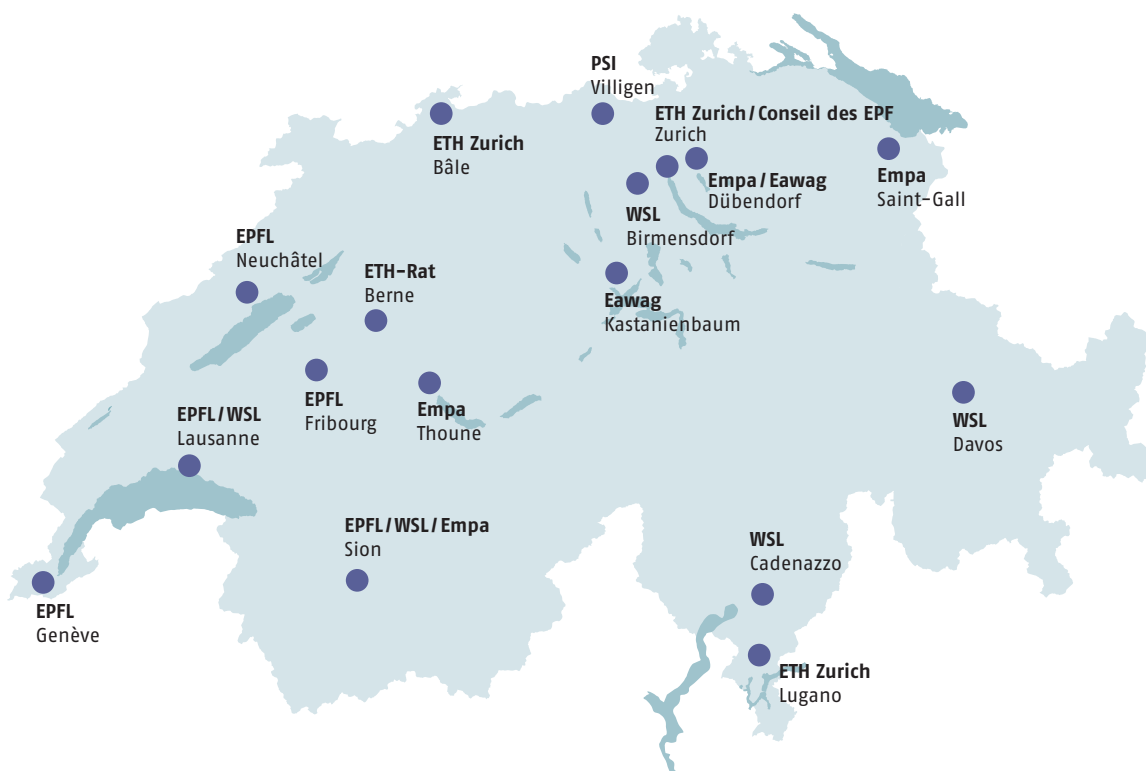 PSI
Villigen
ETH Zurich/Conseil des EPF
Zurich
ETH Zurich
Bâle
Empa/Eawag
Dübendorf
Empa
Saint-Gall
WSL
Birmensdorf
EPFL
Neuchâtel
ETH-Rat
Berne
Eawag
Kastanienbaum
EPFL
Fribourg
Empa
Thoune
EPFL/WSL
Lausanne
WSL
Davos
EPFL/WSL/Empa
Sion
WSL
Cadenazzo
EPFL
Genève
ETH Zurich
Lugano